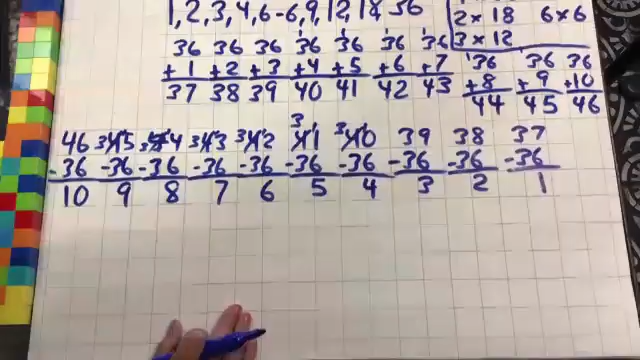 1, 2, 3, 4, 6-6, 9, 12, 18, 36
2 × 18 6 × 6
3 × 12
36 36 36 36 36 36 36 36 36 36
+1 +2 +3 +4 +5 +6 +7 +8 +9 +10
37 38 39 40 41 42 43 44 45 46
46 45 44 43 42 41 40 39 38 37
-36 -36 -36 -36 -36 -36 -36 -36 -36 -36
10 9 8 7 6 5 4 3 2 1